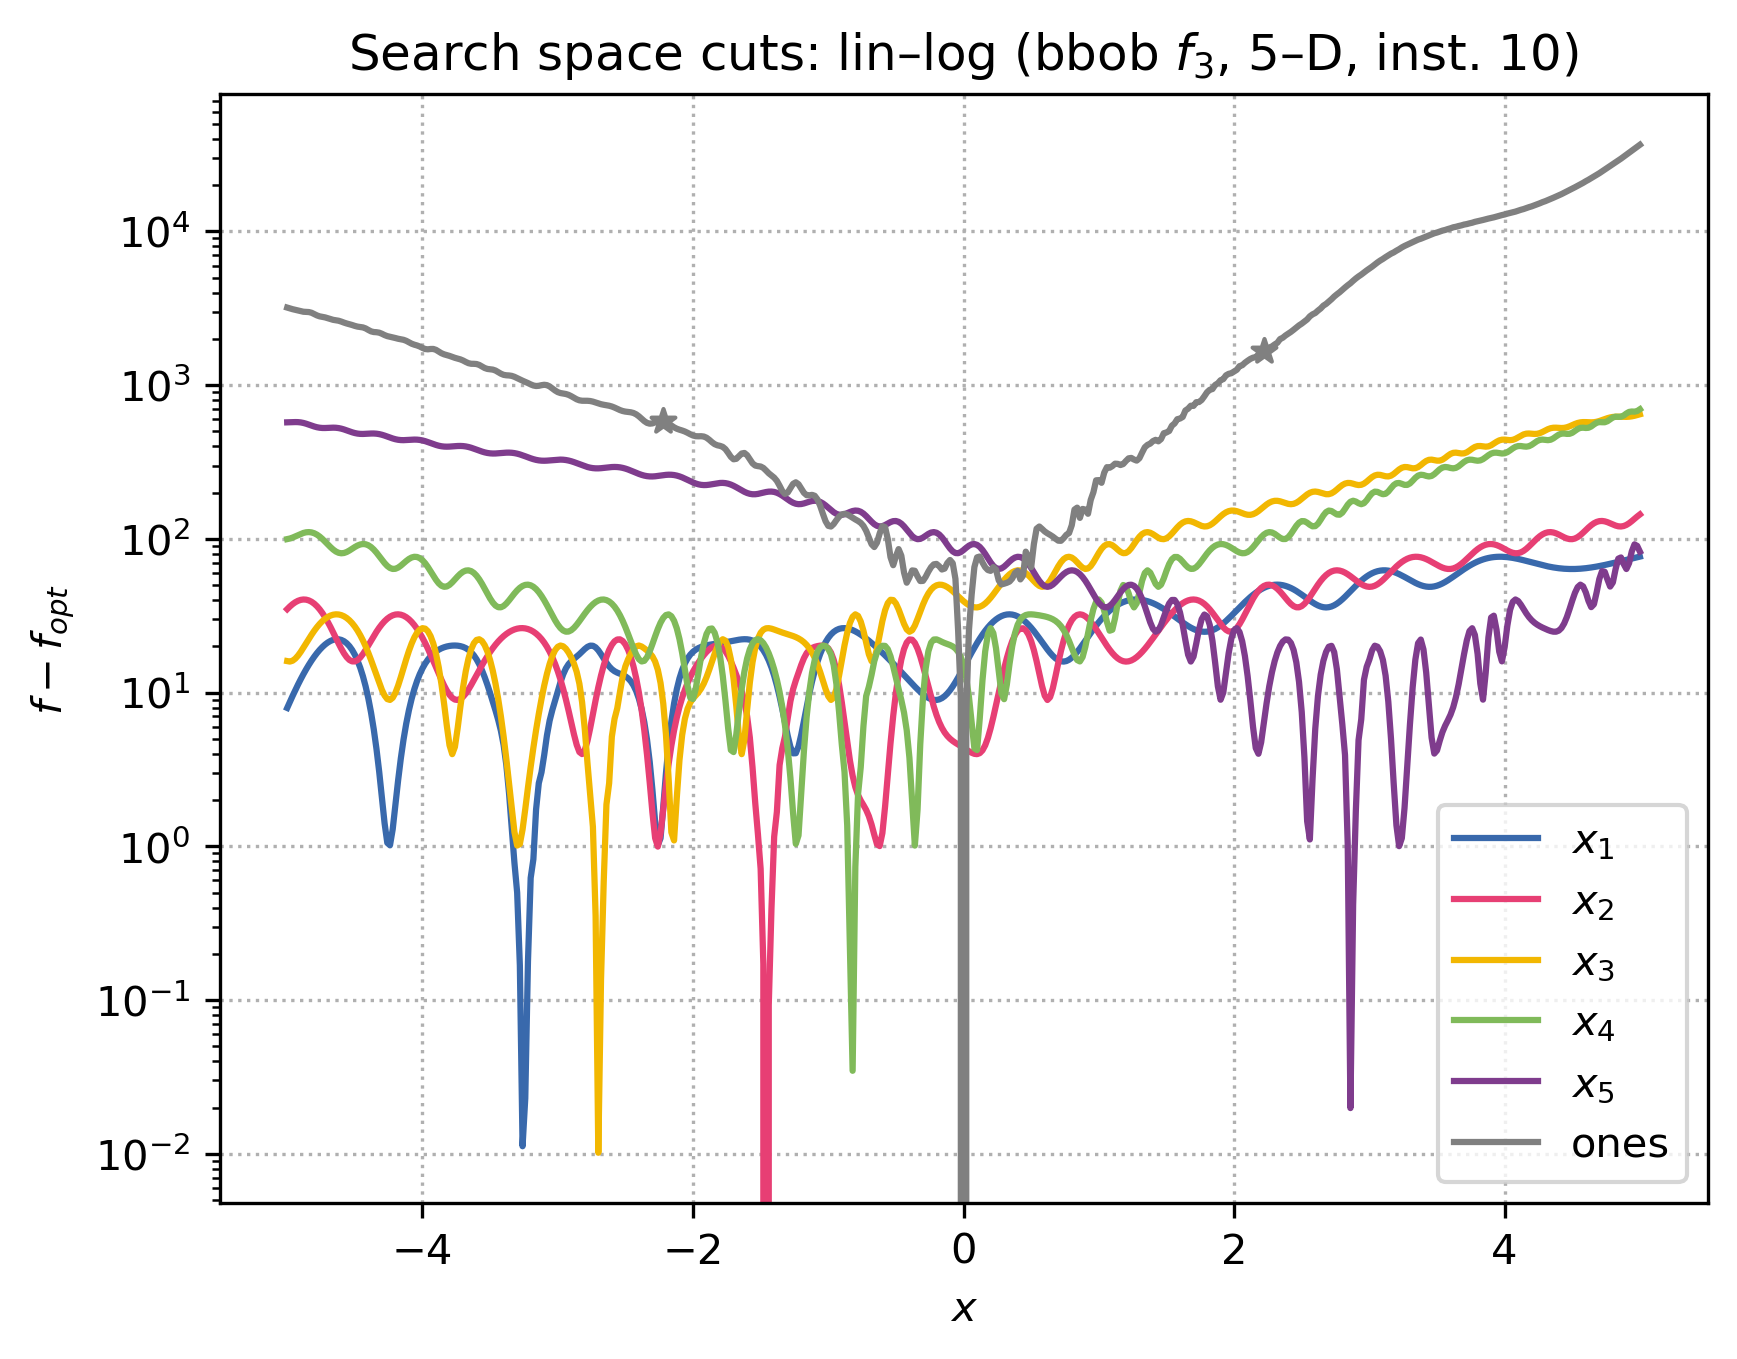 Search space cuts: lin–log (bbob f₃, 5–D, inst. 10)
f − f_opt
10⁴
10³
10²
10¹
10⁰
10⁻¹
10⁻²
−4
−2
0
2
4
x
x₁
x₂
x₃
x₄
x₅
ones